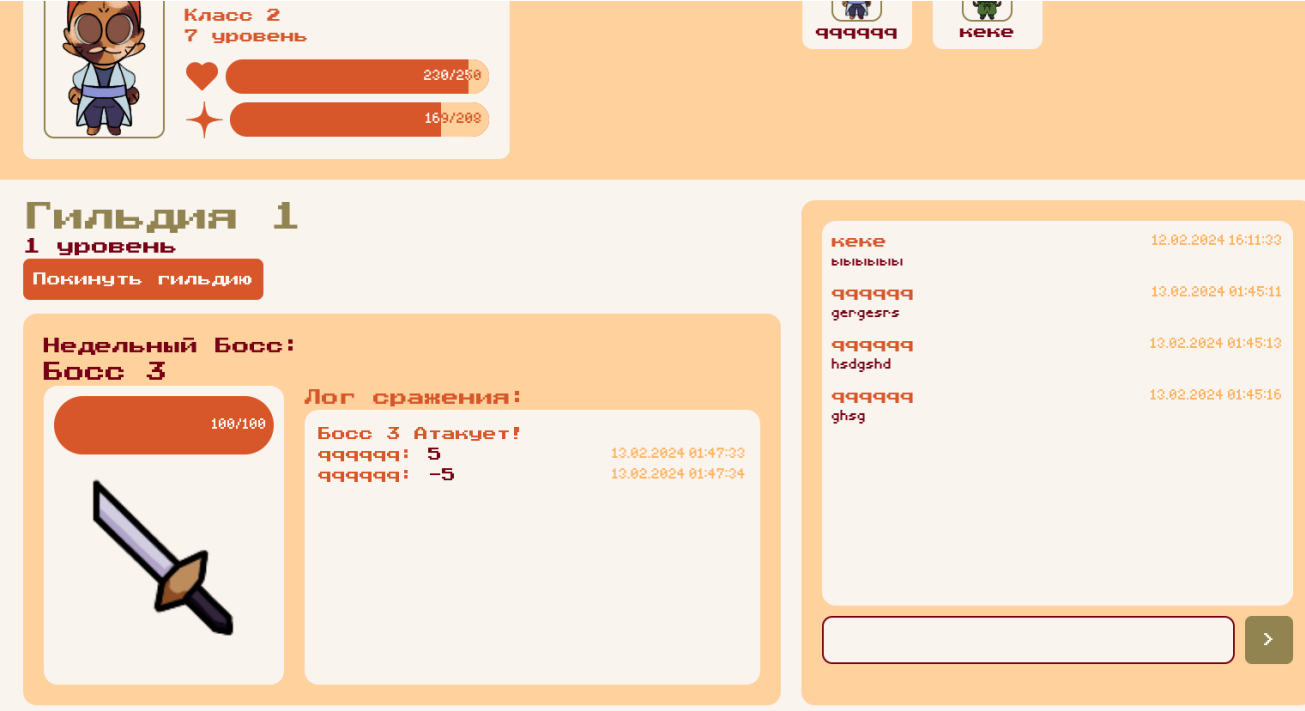 Класс 2
7 уровень
230/250
169/208
qqqqqq
кеке
Гильдия 1
1 уровень
Покинуть гильдию
Недельный Босс:
Босс 3
100/100
Лог сражения:
Босс 3 Атакует!
qqqqqq: 5 13.02.2024 01:47:33
qqqqqq: -5 13.02.2024 01:47:34
кеке 12.02.2024 16:11:33
ыыыыыы
qqqqqq 13.02.2024 01:45:11
gergesrs
qqqqqq 13.02.2024 01:45:13
hsdgshd
qqqqqq 13.02.2024 01:45:16
ghsg